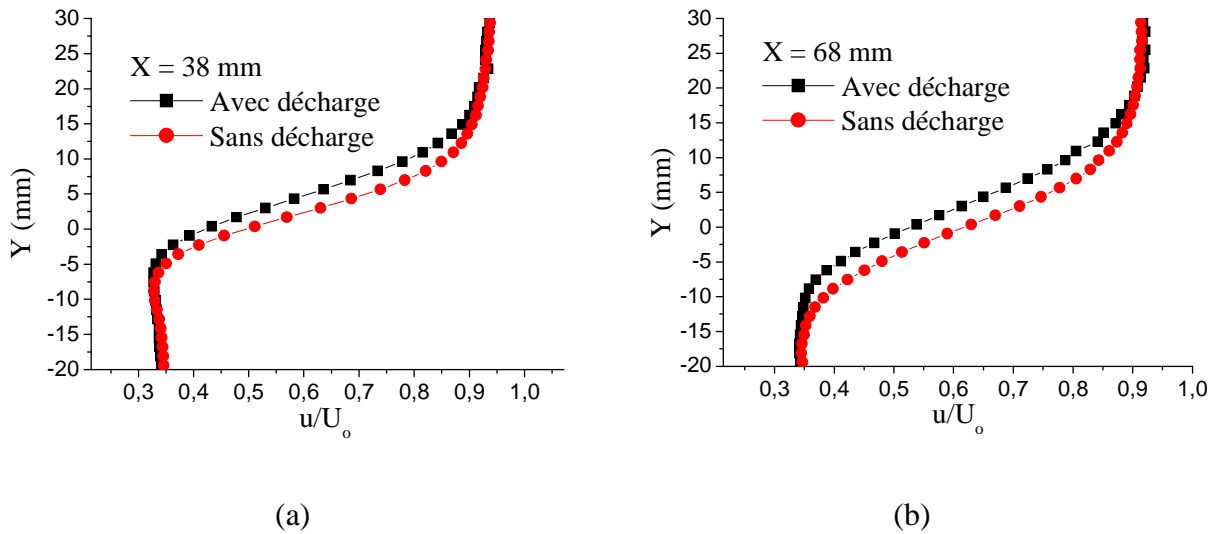 30
25
20
15
10
5
0
-5
-10
-15
-20
Y (mm)
X = 38 mm
Avec décharge
Sans décharge
0,3 0,4 0,5 0,6 0,7 0,8 0,9 1,0
u/Uo
(a)
30
25
20
15
10
5
0
-5
-10
-15
-20
Y (mm)
X = 68 mm
Avec décharge
Sans décharge
0,3 0,4 0,5 0,6 0,7 0,8 0,9 1,0
u/Uo
(b)